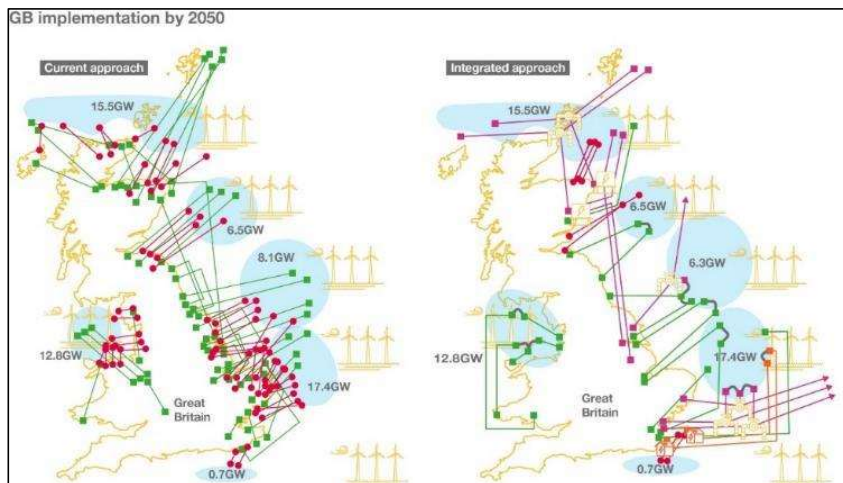 GB implementation by 2050
Current approach
15.5GW
6.5GW
8.1GW
12.8GW
17.4GW
Great
Britain
0.7GW
Integrated approach
15.5GW
6.5GW
6.3GW
12.8GW
17.4GW
Great
Britain
0.7GW